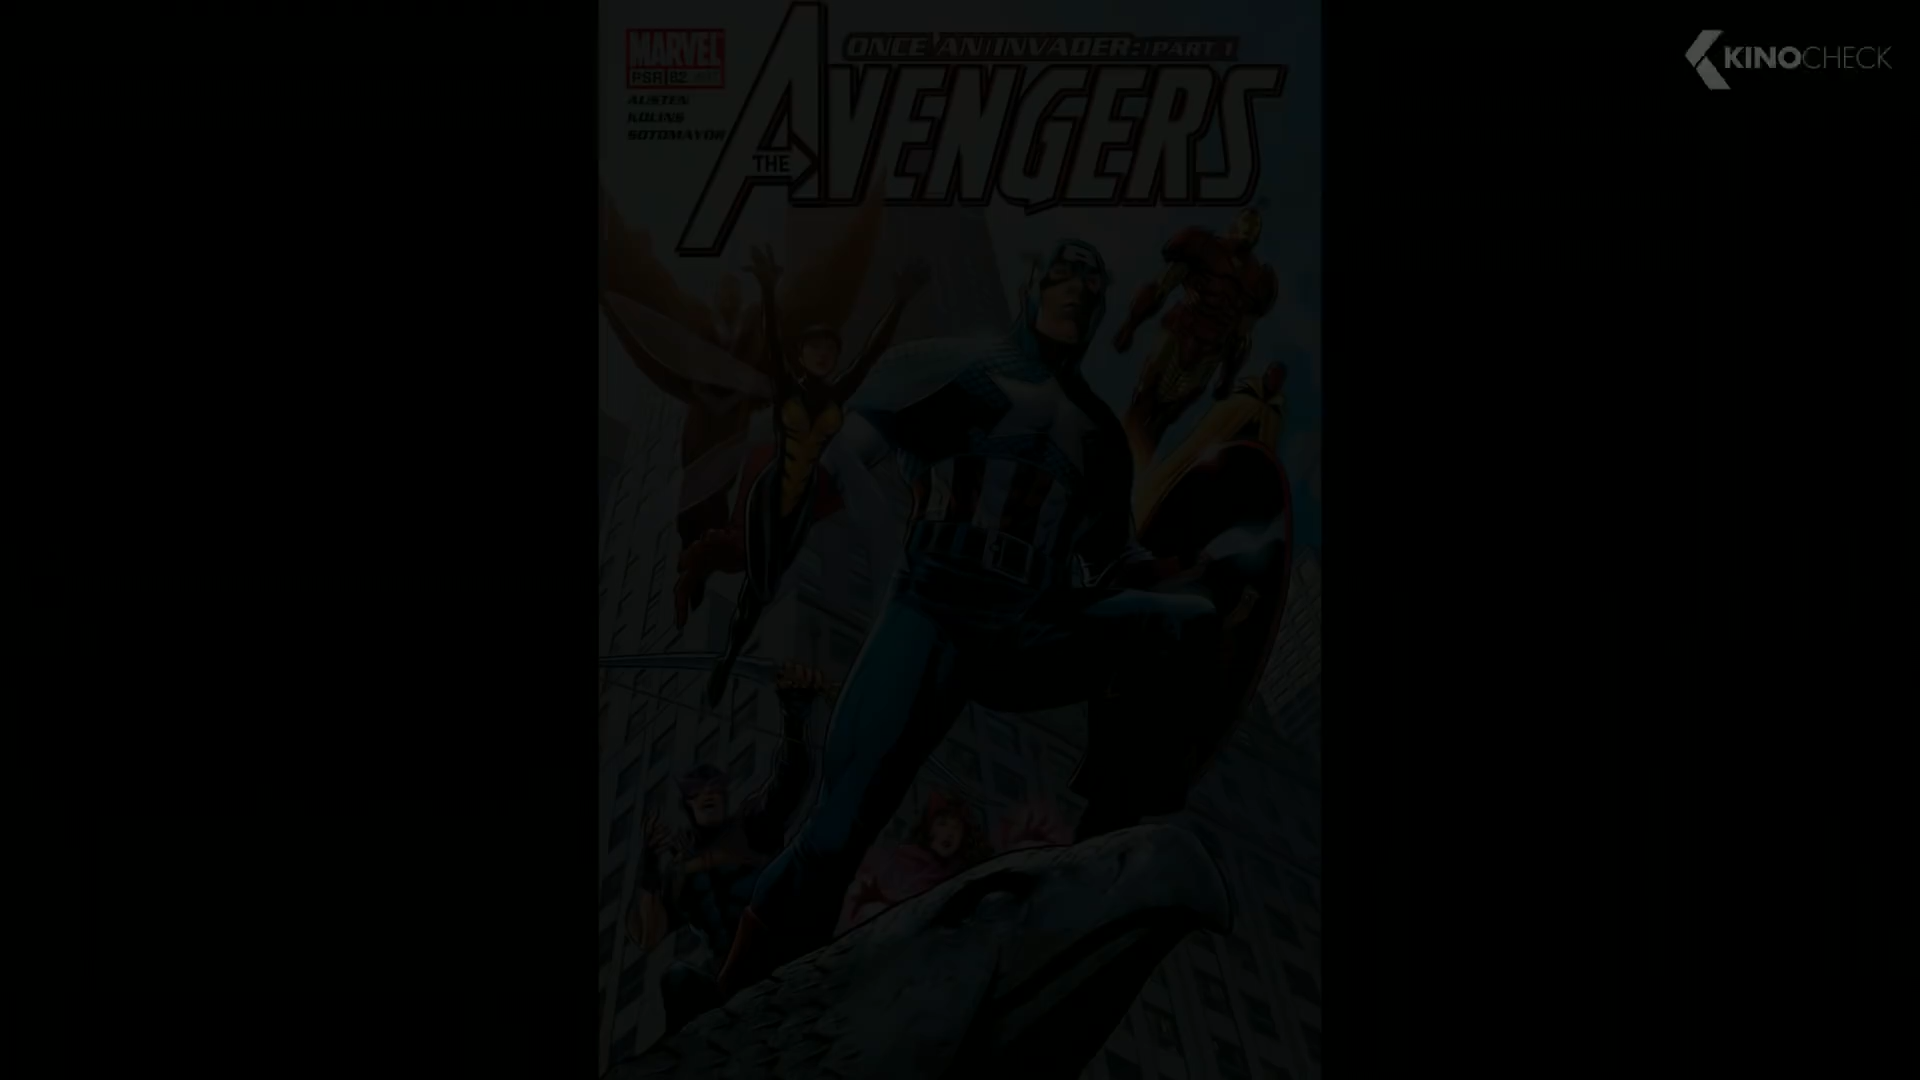 MARVEL
PSR 82
AUSTEN
KOLINS
SOTOMAYOR
ONCE AN INVADER: PART 1
THE
AVENGERS
KINOCHECK